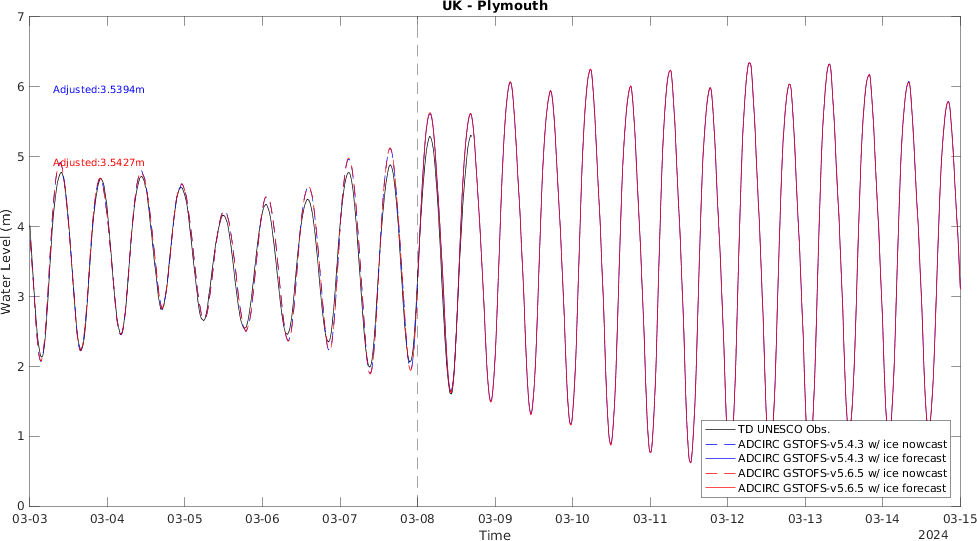 UK - Plymouth
7
6
5
4
3
2
1
0
Water Level (m)
Adjusted:3.5394m
Adjusted:3.5427m
TD UNESCO Obs.
ADCIRC GSTOFS-v5.4.3 w/ ice nowcast
ADCIRC GSTOFS-v5.4.3 w/ ice forecast
ADCIRC GSTOFS-v5.6.5 w/ ice nowcast
ADCIRC GSTOFS-v5.6.5 w/ ice forecast
03-03 03-04 03-05 03-06 03-07 03-08 03-09 03-10 03-11 03-12 03-13 03-14 03-15
Time
2024